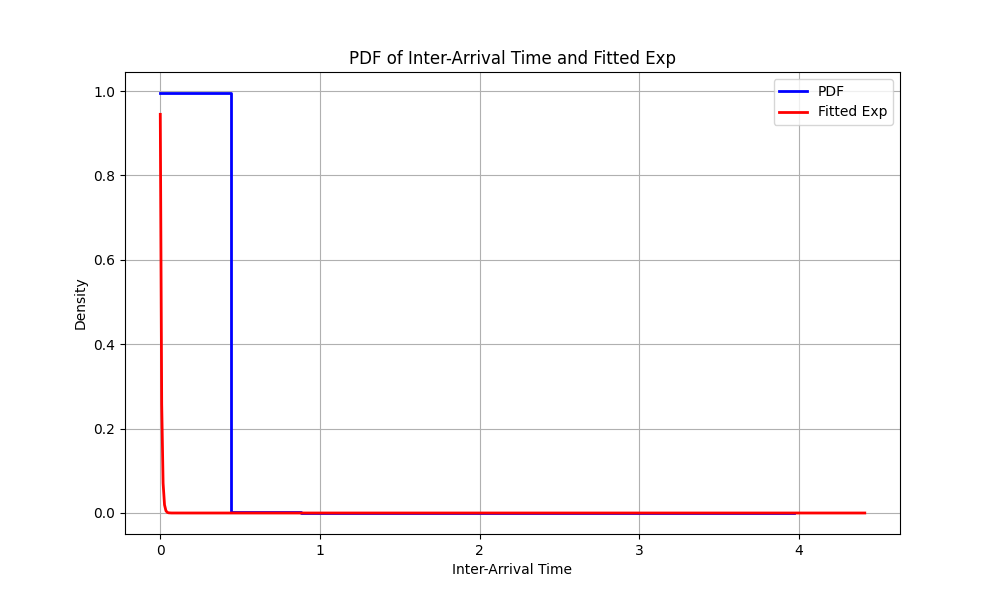 PDF of Inter-Arrival Time and Fitted Exp
PDF
Fitted Exp
Density
1.0
0.8
0.6
0.4
0.2
0.0
0 1 2 3 4
Inter-Arrival Time